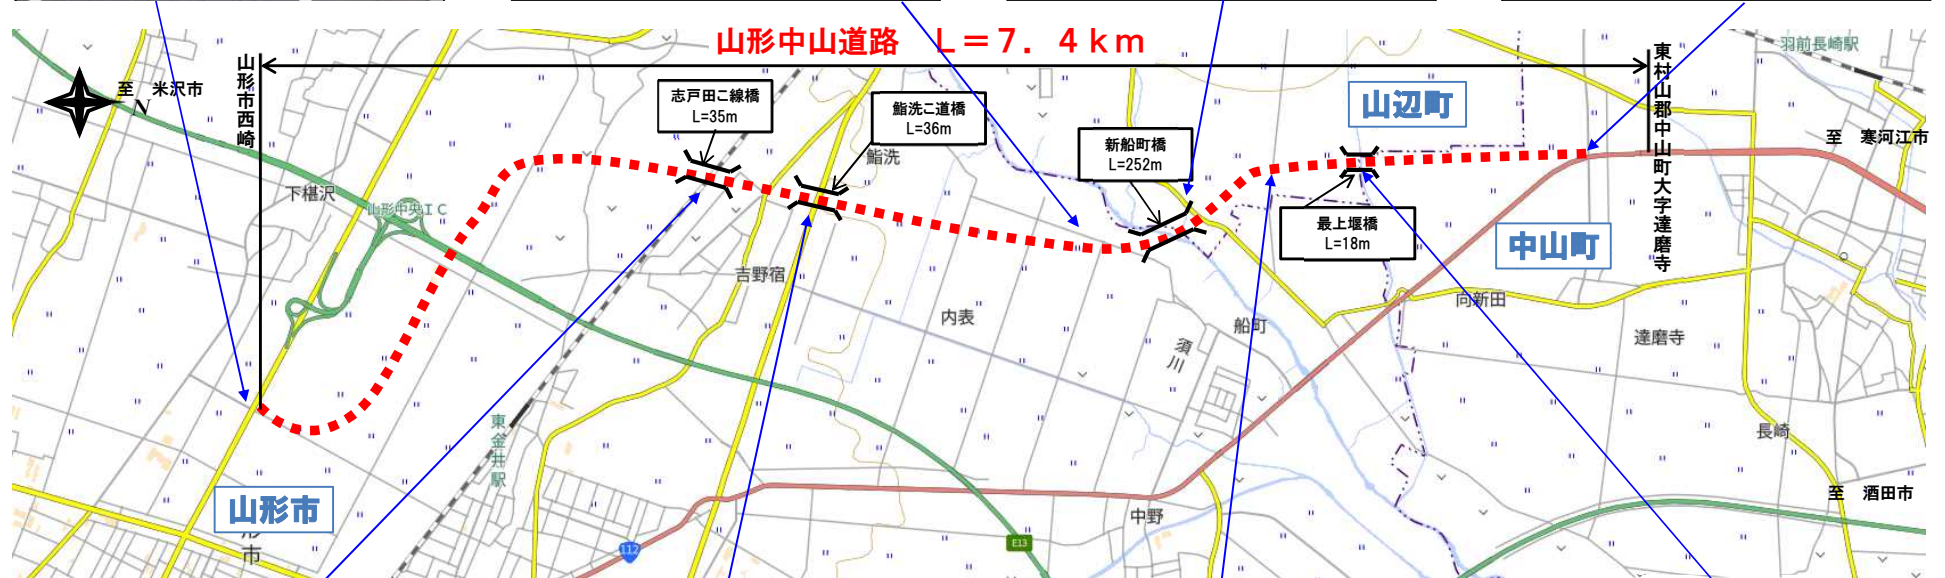 山形中山道路　Ｌ＝７．４ｋｍ
羽前長崎駅
至　米沢市
N
山形市西崎
東村山郡中山町大字達磨寺
志戸田こ線橋
L=35m
鮨洗こ道橋
L=36m
鮨洗
新船町橋
L=252m
山辺町
至　寒河江市
下椹沢
山形中央ＩＣ
最上堰橋
L=18m
中山町
吉野宿
内表
船町
須川
向新田
達磨寺
東金井駅
長崎
山形市
形市
中野
至　酒田市
112
E13